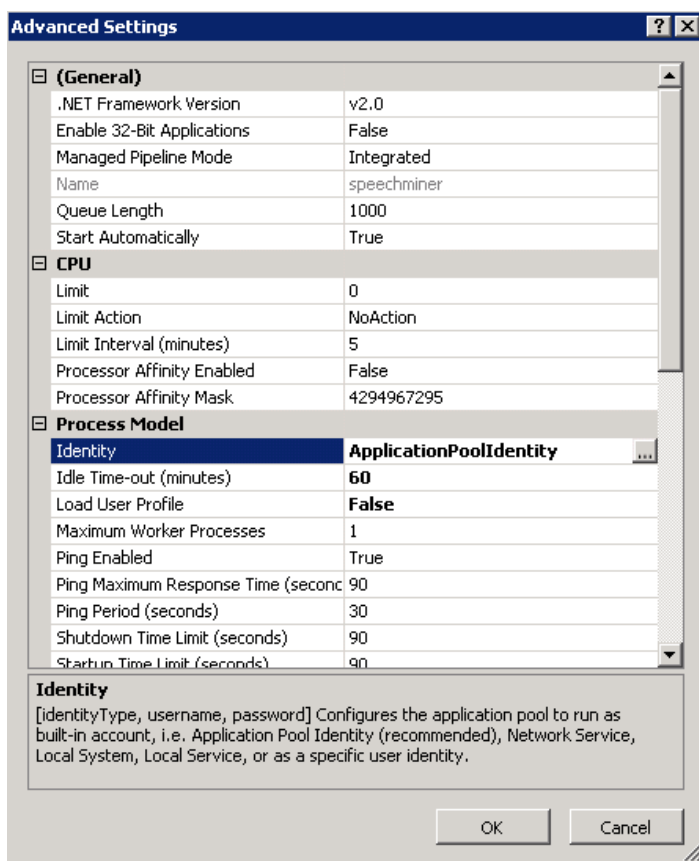 Advanced Settings
(General)
.NET Framework Version v2.0
Enable 32-Bit Applications False
Managed Pipeline Mode Integrated
Name speechminer
Queue Length 1000
Start Automatically True
CPU
Limit 0
Limit Action NoAction
Limit Interval (minutes) 5
Processor Affinity Enabled False
Processor Affinity Mask 4294967295
Process Model
Identity ApplicationPoolIdentity ...
Idle Time-out (minutes) 60
Load User Profile False
Maximum Worker Processes 1
Ping Enabled True
Ping Maximum Response Time (second 90
Ping Period (seconds) 30
Shutdown Time Limit (seconds) 90
Startup Time Limit (seconds) 90
Identity
[identityType, username, password] Configures the application pool to run as
built-in account, i.e. Application Pool Identity (recommended), Network Service,
Local System, Local Service, or as a specific user identity.
OK Cancel